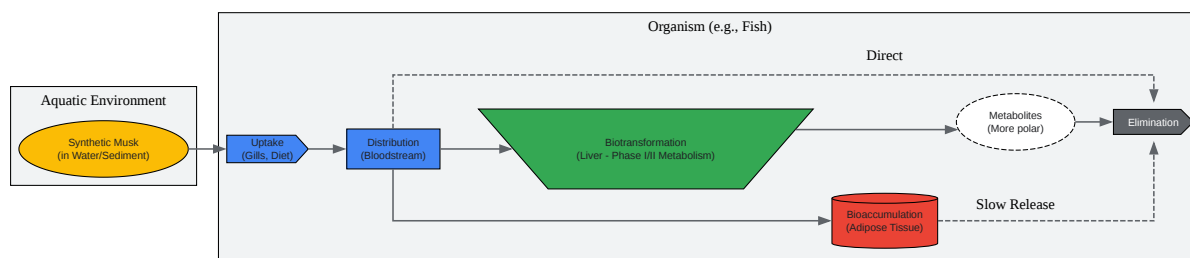 Organism (e.g., Fish)
Direct
Aquatic Environment
Synthetic Musk
(in Water/Sediment)
Uptake
(Gills, Diet)
Distribution
(Bloodstream)
Biotransformation
(Liver - Phase I/II Metabolism)
Metabolites
(More polar)
Elimination
Bioaccumulation
(Adipose Tissue)
Slow Release